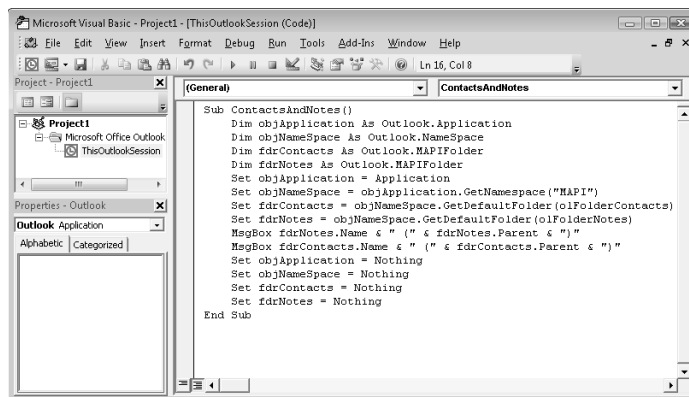 Microsoft Visual Basic - Project1 - [ThisOutlookSession (Code)]
File Edit View Insert Format Debug Run Tools Add-Ins Window Help
Ln 16, Col 8
Project - Project1
Project1
Microsoft Office Outlook
ThisOutlookSession
Properties - Outlook
Outlook Application
Alphabetic Categorized
(General) ContactsAndNotes
Sub ContactsAndNotes()
Dim objApplication As Outlook.Application
Dim objNameSpace As Outlook.NameSpace
Dim fdrContacts As Outlook.MAPIFolder
Dim fdrNotes As Outlook.MAPIFolder
Set objApplication = Application
Set objNameSpace = objApplication.GetNamespace("MAPI")
Set fdrContacts = objNameSpace.GetDefaultFolder(olFolderContacts)
Set fdrNotes = objNameSpace.GetDefaultFolder(olFolderNotes)
MsgBox fdrNotes.Name & " (" & fdrNotes.Parent & ")"
MsgBox fdrContacts.Name & " (" & fdrContacts.Parent & ")"
Set objApplication = Nothing
Set objNameSpace = Nothing
Set fdrContacts = Nothing
Set fdrNotes = Nothing
End Sub